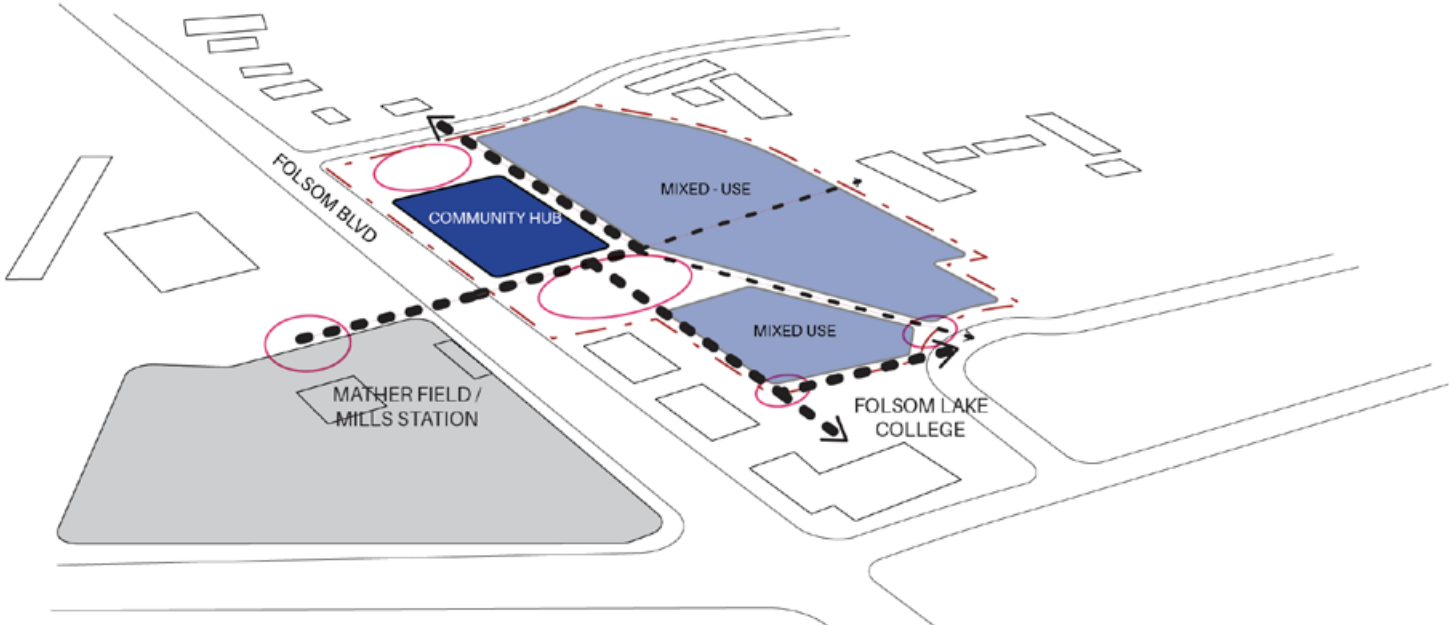 MIXED - USE
COMMUNITY HUB
FOLSOM BLVD
MIXED USE
MATHER FIELD /
MILLS STATION
FOLSOM LAKE
COLLEGE